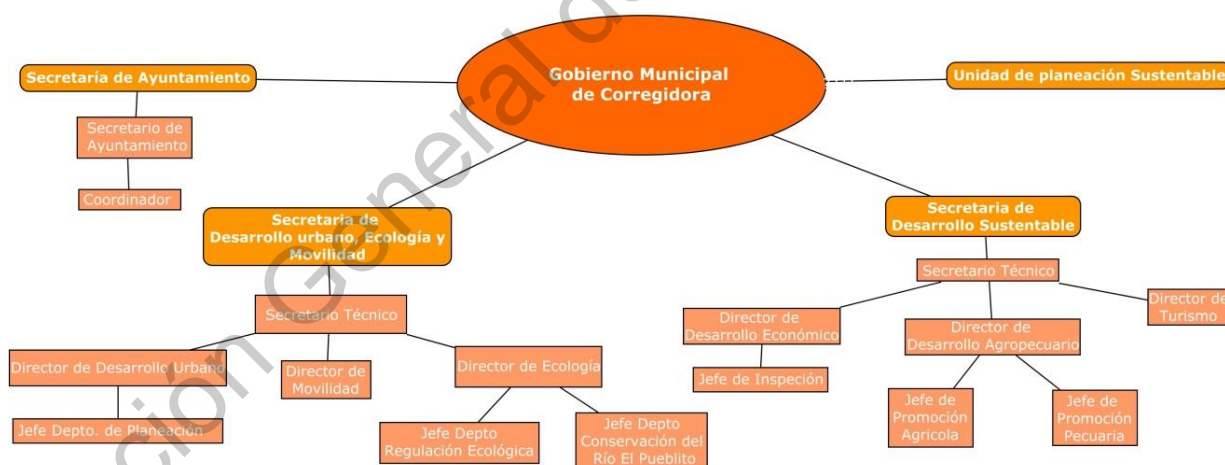 Gobierno Municipal
de Corregidora
Secretaría de Ayuntamiento
Unidad de planeación Sustentable
Secretario de
Ayuntamiento
Coordinador
Secretaria de
Desarrollo urbano, Ecología y
Movilidad
Secretaria de
Desarrollo Sustentable
Secretario Técnico
Secretario Técnico
Director de Desarrollo Urbano
Director de
Movilidad
Director de Ecología
Director de
Desarrollo Económico
Director de
Desarrollo Agropecuario
Director de
Turismo
Jefe de Inspeción
Jefe Depto. de Planeación
Jefe Depto
Regulación Ecológica
Jefe Depto
Conservación del
Río El Pueblito
Jefe de
Promoción
Agricola
Jefe de
Promoción
Pecuaria
ción General de